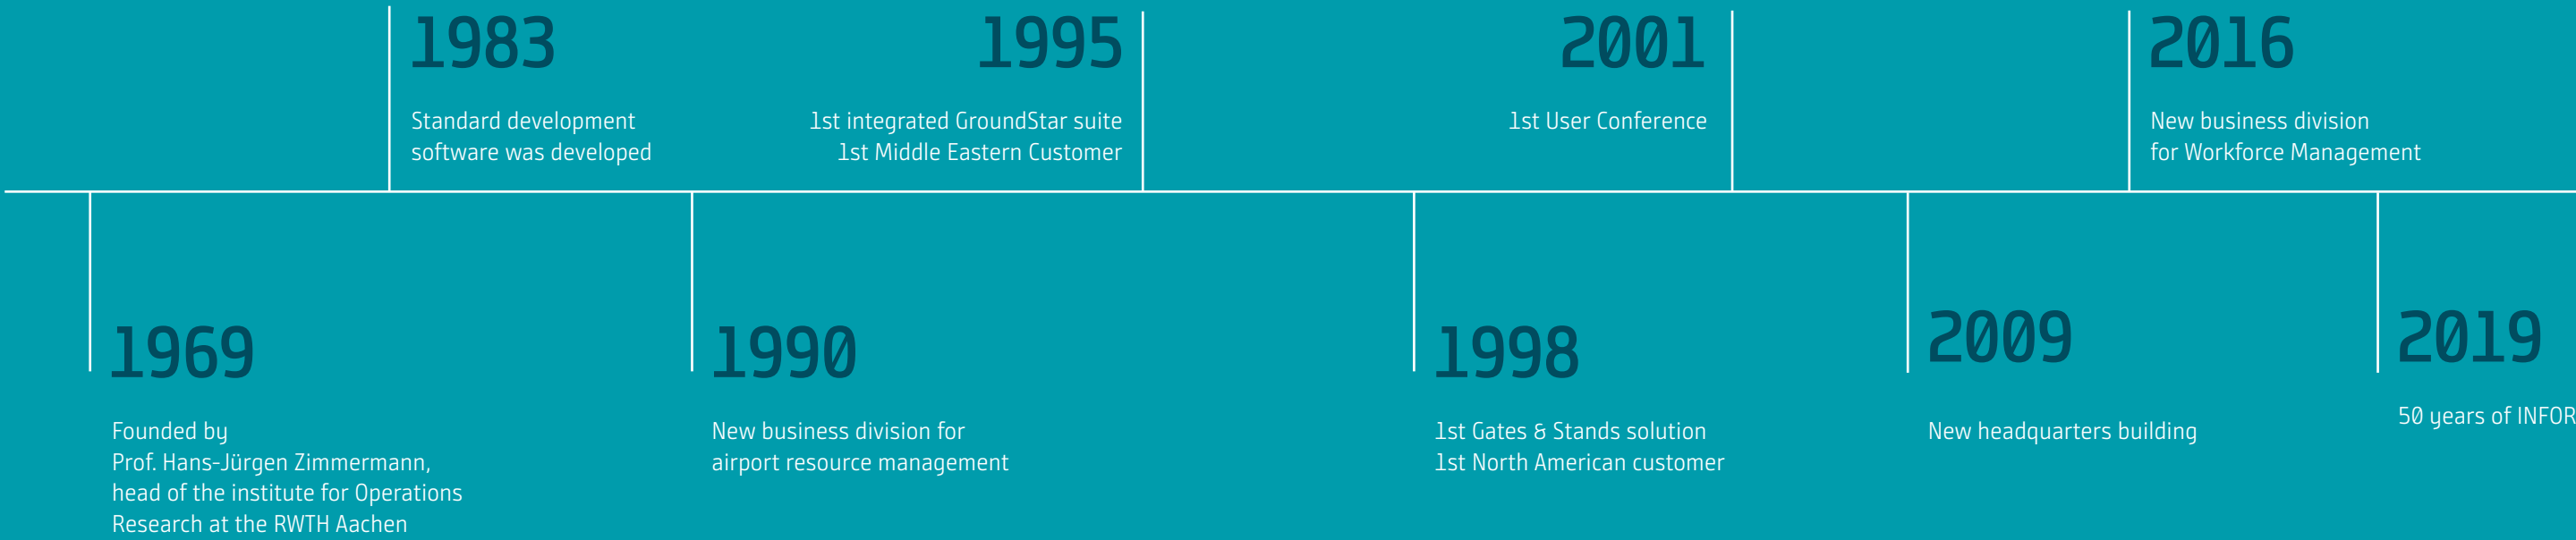 1983
Standard development
software was developed
1995
1st integrated GroundStar suite
1st Middle Eastern Customer
2001
1st User Conference
2016
New business division
for Workforce Management
1969
Founded by
Prof. Hans-Jürgen Zimmermann,
head of the institute for Operations
Research at the RWTH Aachen
1990
New business division for
airport resource management
1998
1st Gates & Stands solution
1st North American customer
2009
New headquarters building
2019
50 years of INFOR